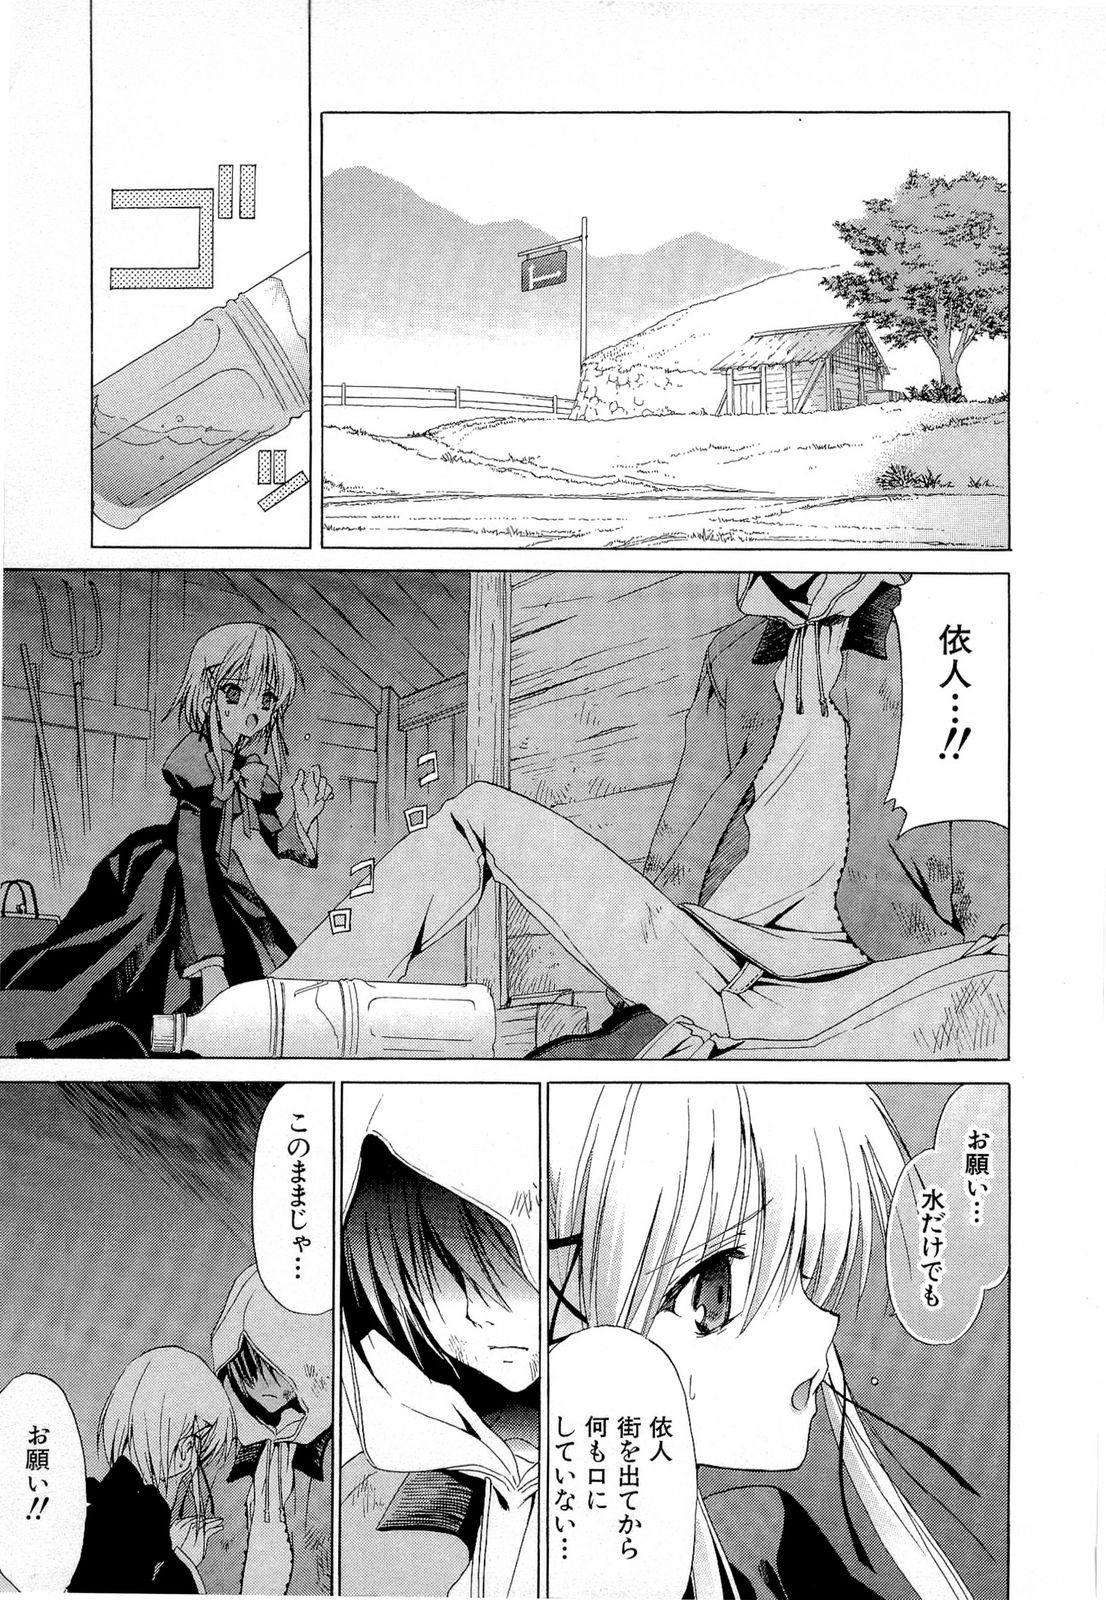 ゴッ
依人…!!
コロ
コロ
お願い…
水だけでも
依人
街を出てから
何も口に
していない…
このままじゃ…
お願い!!